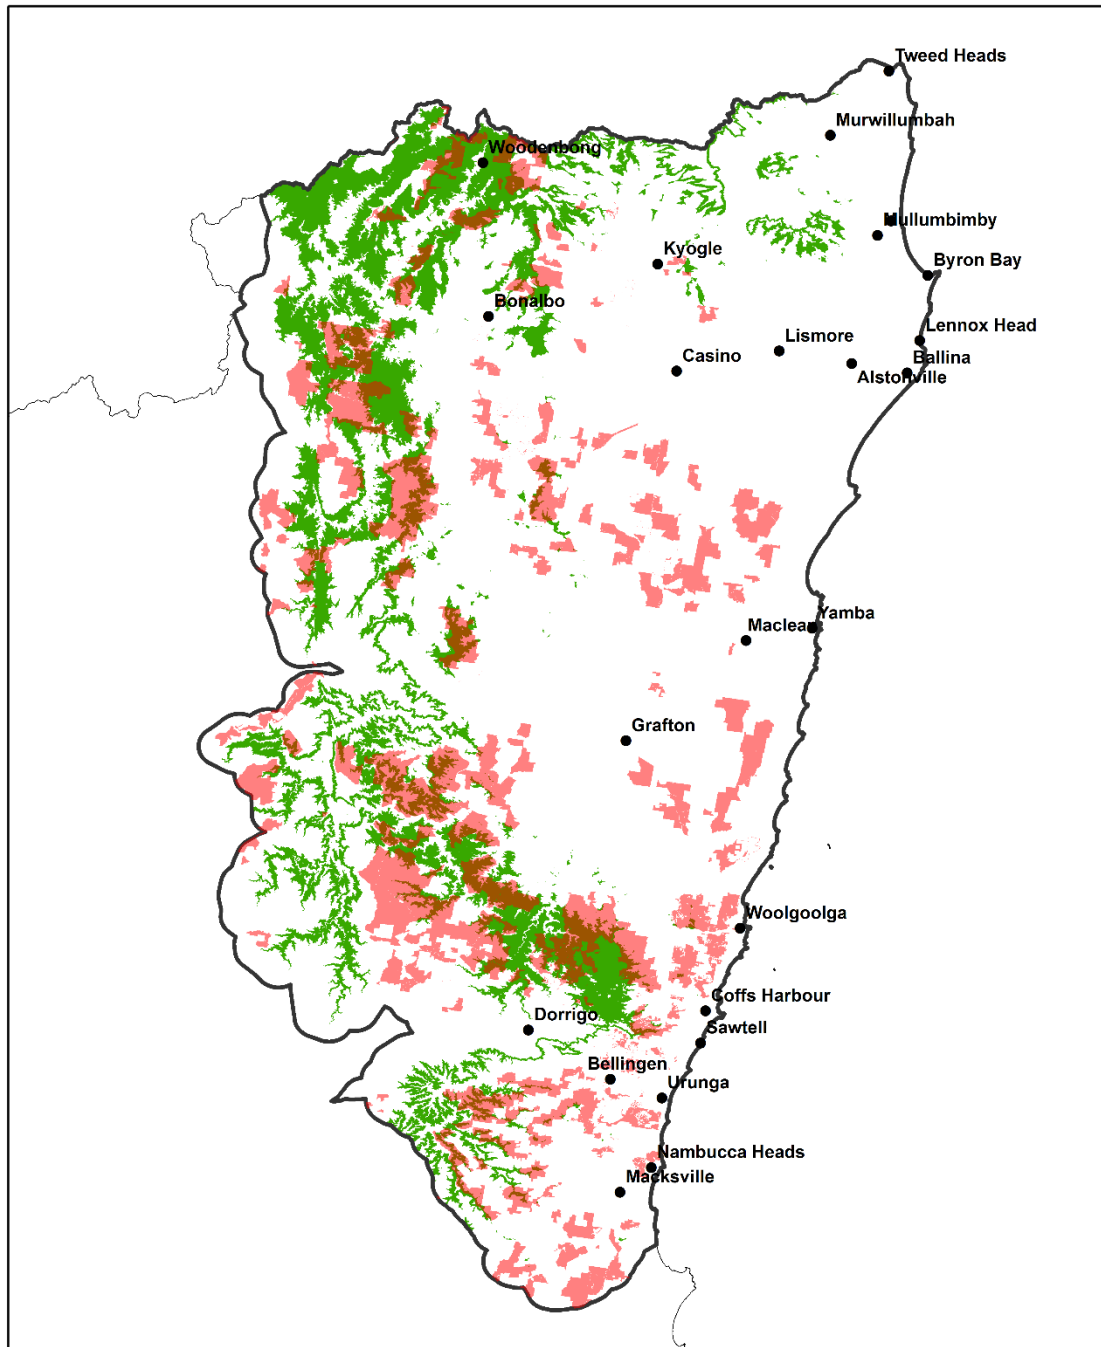 Tweed Heads
Murwillumbah
Woodenbong
Mullumbimby
Kyogle
Byron Bay
Bonalbo
Lennox Head
Lismore
Casino
Ballina
Alstonville
Yamba
Maclean
Grafton
Woolgoolga
Coffs Harbour
Dorrigo
Sawtell
Bellingen
Urunga
Nambucca Heads
Macksville